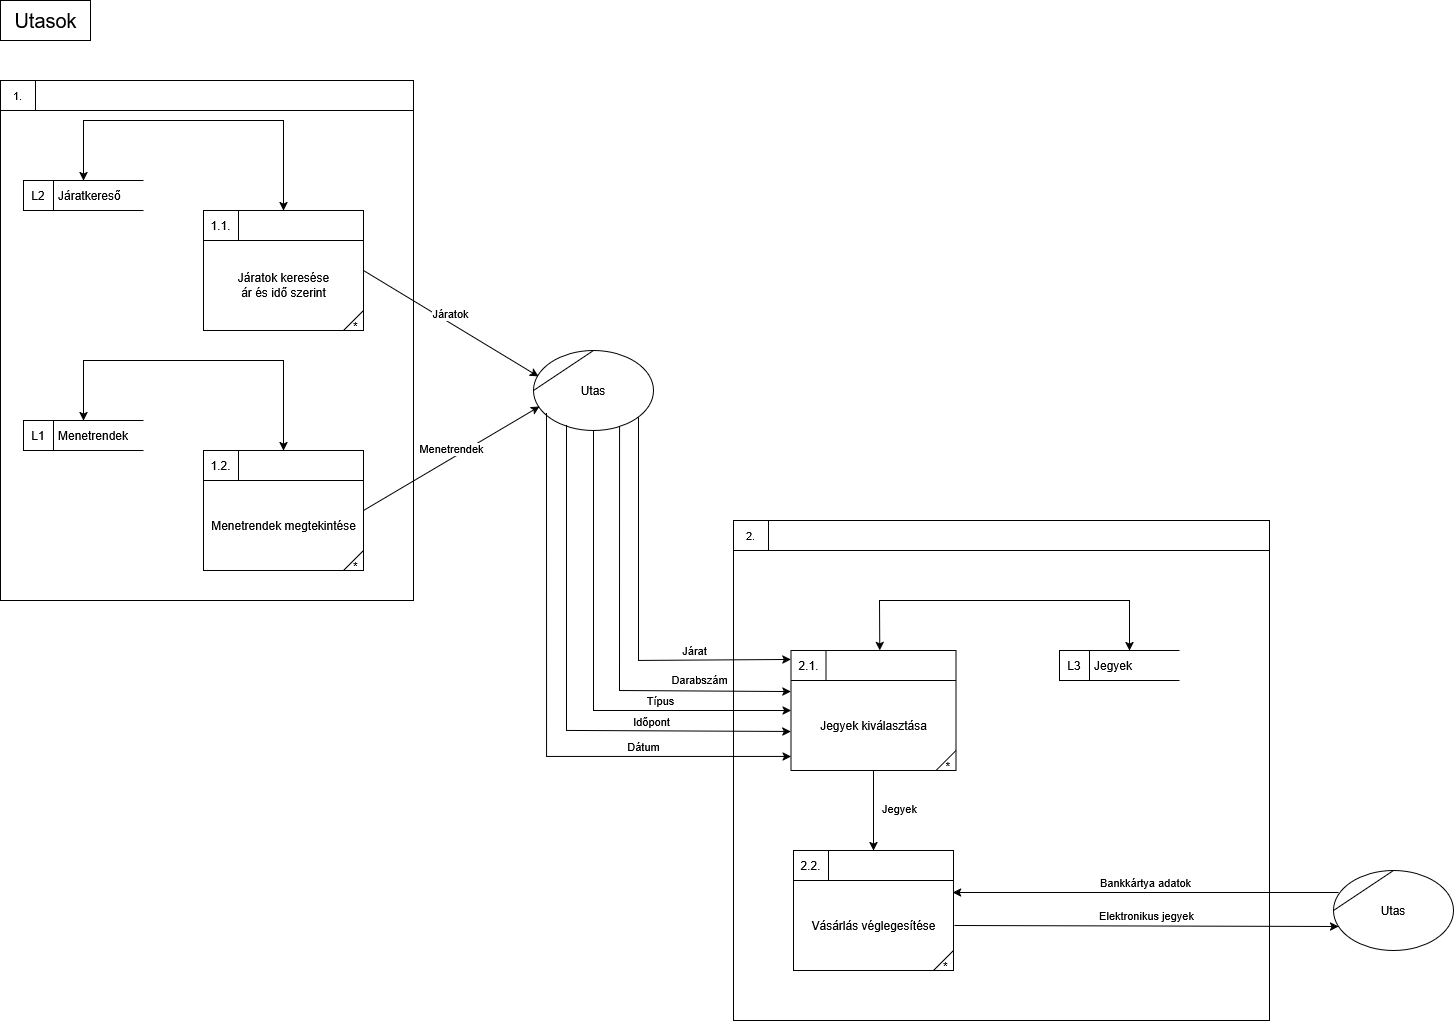 Utasok
1.
L2 Járatkereső
1.1.
Járatok keresése
ár és idő szerint
*
Járatok
Utas
L1 Menetrendek
1.2.
Menetrendek megtekintése
*
Menetrendek
2.
Járat
Darabszám
Típus
Időpont
Dátum
2.1.
Jegyek kiválasztása
*
L3 Jegyek
Jegyek
2.2.
Vásárlás véglegesítése
*
Bankkártya adatok
Elektronikus jegyek
Utas